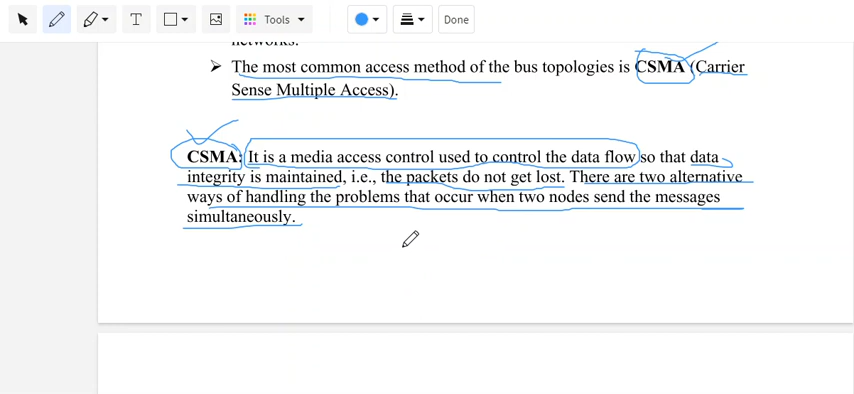 T
Tools
Done
networks.
➢ The most common access method of the bus topologies is CSMA (Carrier
Sense Multiple Access).
CSMA: It is a media access control used to control the data flow so that data
integrity is maintained, i.e., the packets do not get lost. There are two alternative
ways of handling the problems that occur when two nodes send the messages
simultaneously.